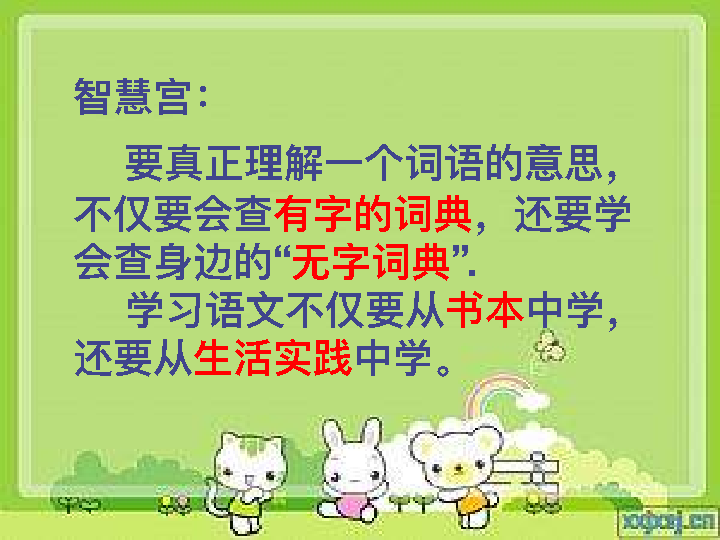 智慧宫：
要真正理解一个词语的意思，
不仅要会查有字的词典，还要学
会查身边的“无字词典”.
学习语文不仅要从书本中学，
还要从生活实践中学。